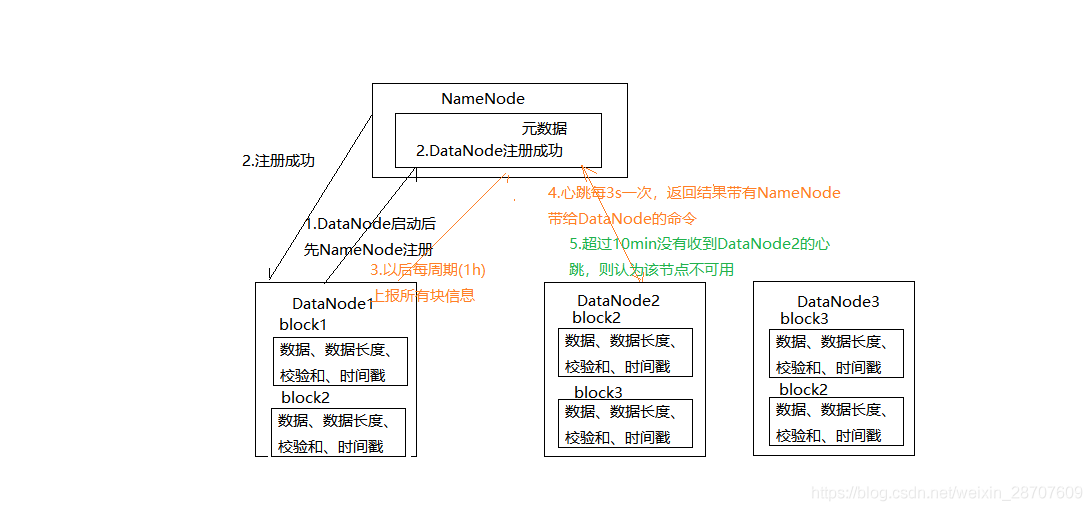 NameNode
元数据
2.DataNode注册成功
2.注册成功
4.心跳每3s一次，返回结果带有NameNode
带给DataNode的命令
1.DataNode启动后
先NameNode注册
5.超过10min没有收到DataNode2的心
跳，则认为该节点不可用
3.以后每周期(1h)
上报所有块信息
DataNode1
block1
数据、数据长度、
校验和、时间戳
block2
数据、数据长度、
校验和、时间戳
DataNode2
block2
数据、数据长度、
校验和、时间戳
block3
数据、数据长度、
校验和、时间戳
DataNode3
block3
数据、数据长度、
校验和、时间戳
block2
数据、数据长度、
校验和、时间戳
https://blog.csdn.net/weixin_28707609